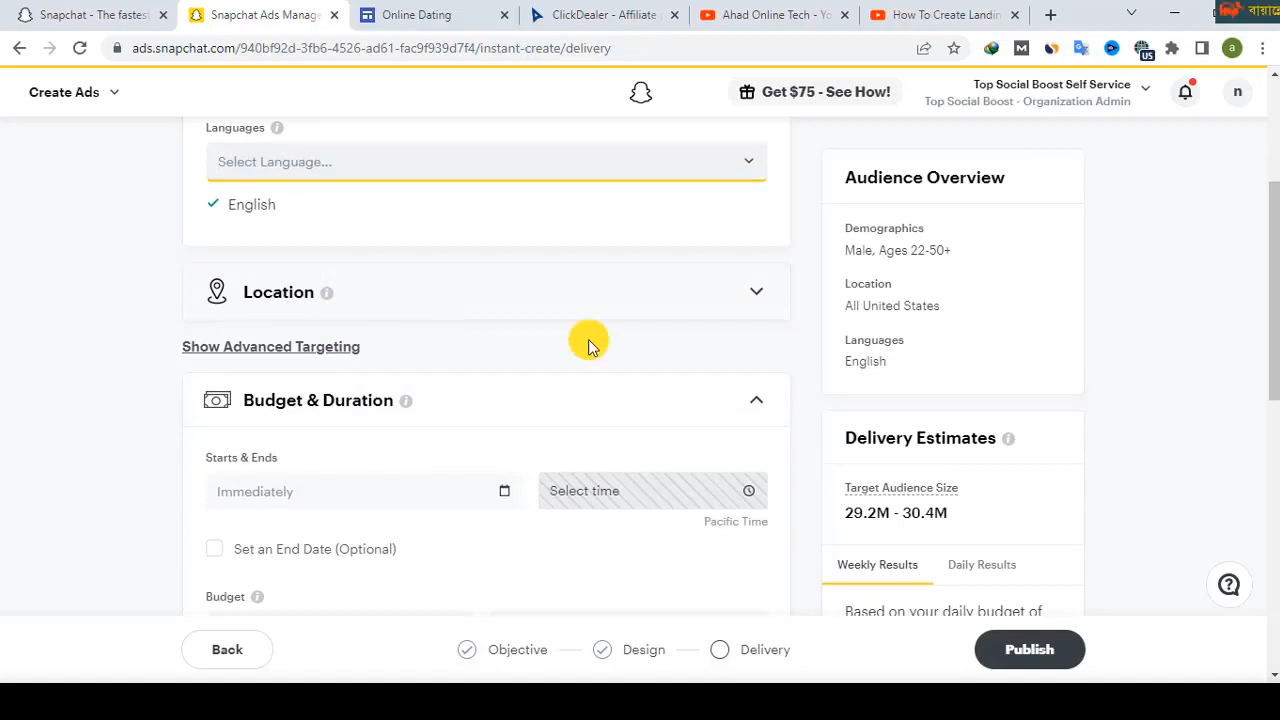 Snapchat - The fastest
Snapchat Ads Manage
Online Dating
ClickDealer - Affiliate
Ahad Online Tech - Yo
How To Create Landin
বায়ান্নো
ads.snapchat.com/940bf92d-3fb6-4526-ad91-fac9f939d7f4/instant-create/delivery
M
US
a
Create Ads
Get $75 - See How!
Top Social Boost Self Service
Top Social Boost - Organization Admin
n
Languages
Select Language...
English
Location
Show Advanced Targeting
Budget & Duration
Starts & Ends
Immediately
Select time
Pacific Time
Set an End Date (Optional)
Budget
Audience Overview
Demographics
Male, Ages 22-50+
Location
All United States
Languages
English
Delivery Estimates
Target Audience Size
29.2M - 30.4M
Weekly Results
Daily Results
Based on your daily budget of
Back
Objective
Design
Delivery
Publish